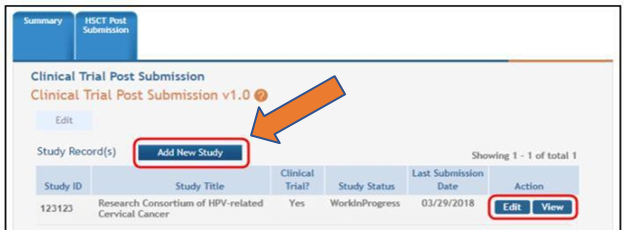 Summary
HSCT Post
Submission
Clinical Trial Post Submission
Clinical Trial Post Submission v1.0 ?
Edit
Study Record(s) Add New Study Showing 1 - 1 of total 1
Study ID Study Title Clinical Trial? Study Status Last Submission Date Action
123123 Research Consortium of HPV-related Yes WorkInProgress 03/29/2018 Edit View
Cervical Cancer